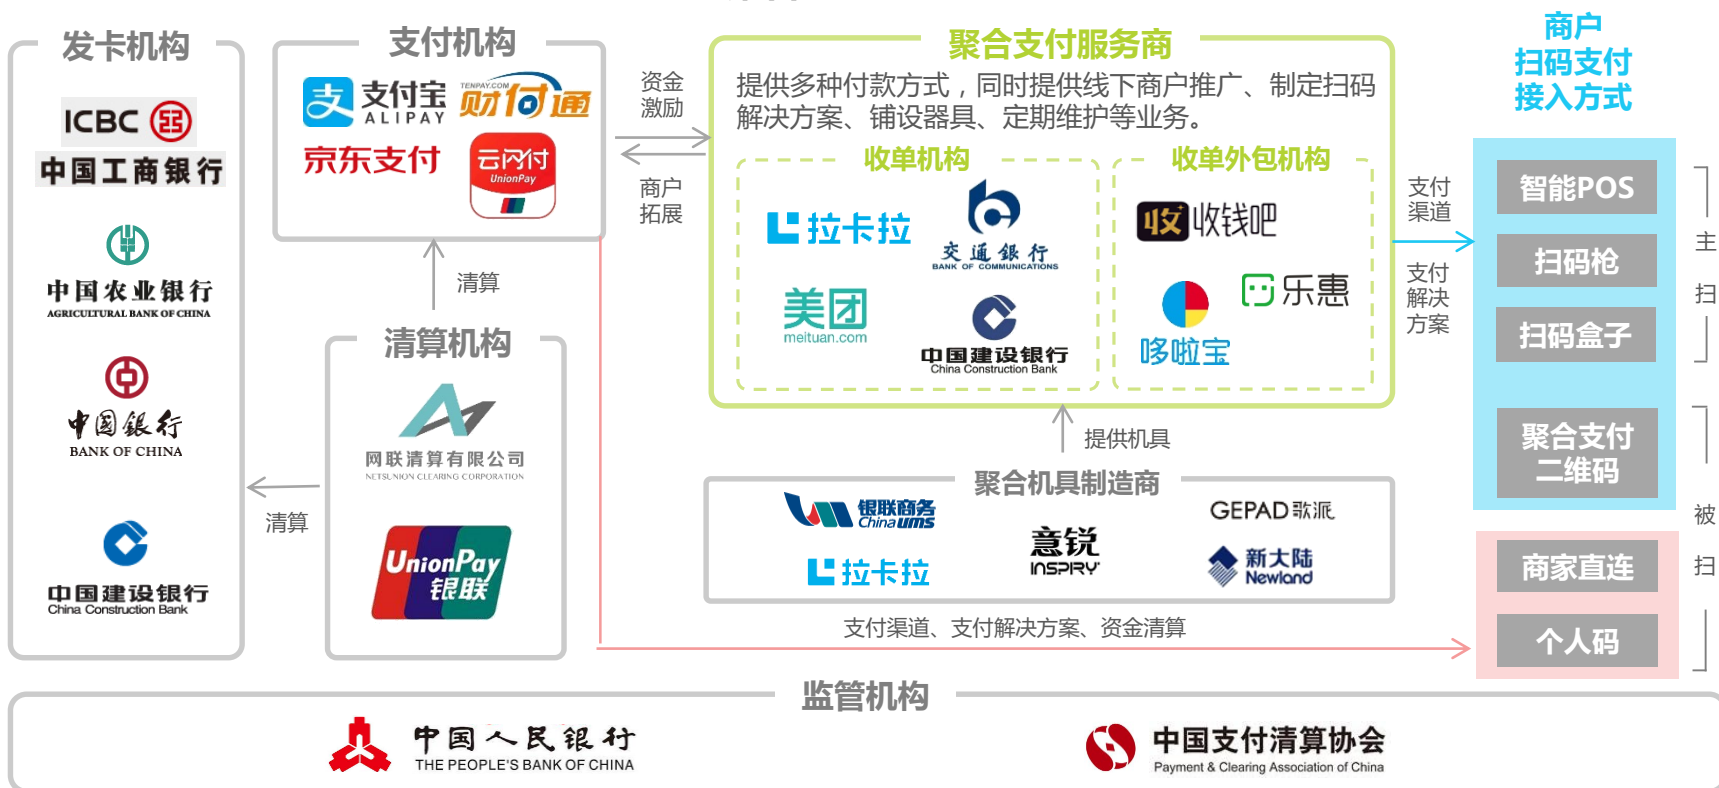 发卡机构
ICBC
中国工商银行
中国农业银行
AGRICULTURAL BANK OF CHINA
中國銀行
BANK OF CHINA
中国建设银行
China Construction Bank
支付机构
支
支付宝
ALIPAY
TENPAY.COM
财付通
京东支付
云闪付
UnionPay
清算
清算机构
网联清算有限公司
NETSUNION CLEARING CORPORATION
UnionPay
银联
清算
资金
激励
商户
拓展
聚合支付服务商
提供多种付款方式，同时提供线下商户推广、制定扫码
解决方案、铺设器具、定期维护等业务。
收单机构
拉卡拉
交通銀行
BANK OF COMMUNICATIONS
美团
meituan.com
中国建设银行
China Construction Bank
收单外包机构
收
收钱吧
乐惠
哆啦宝
提供机具
聚合机具制造商
银联商务
China ums
GEPAD歌派
意锐
INSPIRY
拉卡拉
新大陆
Newland
支付渠道、支付解决方案、资金清算
支付
渠道
支付
解决
方案
商户
扫码支付
接入方式
智能POS
扫码枪
扫码盒子
主
扫
聚合支付
二维码
商家直连
个人码
被
扫
监管机构
中国人民银行
THE PEOPLE'S BANK OF CHINA
中国支付清算协会
Payment & Clearing Association of China